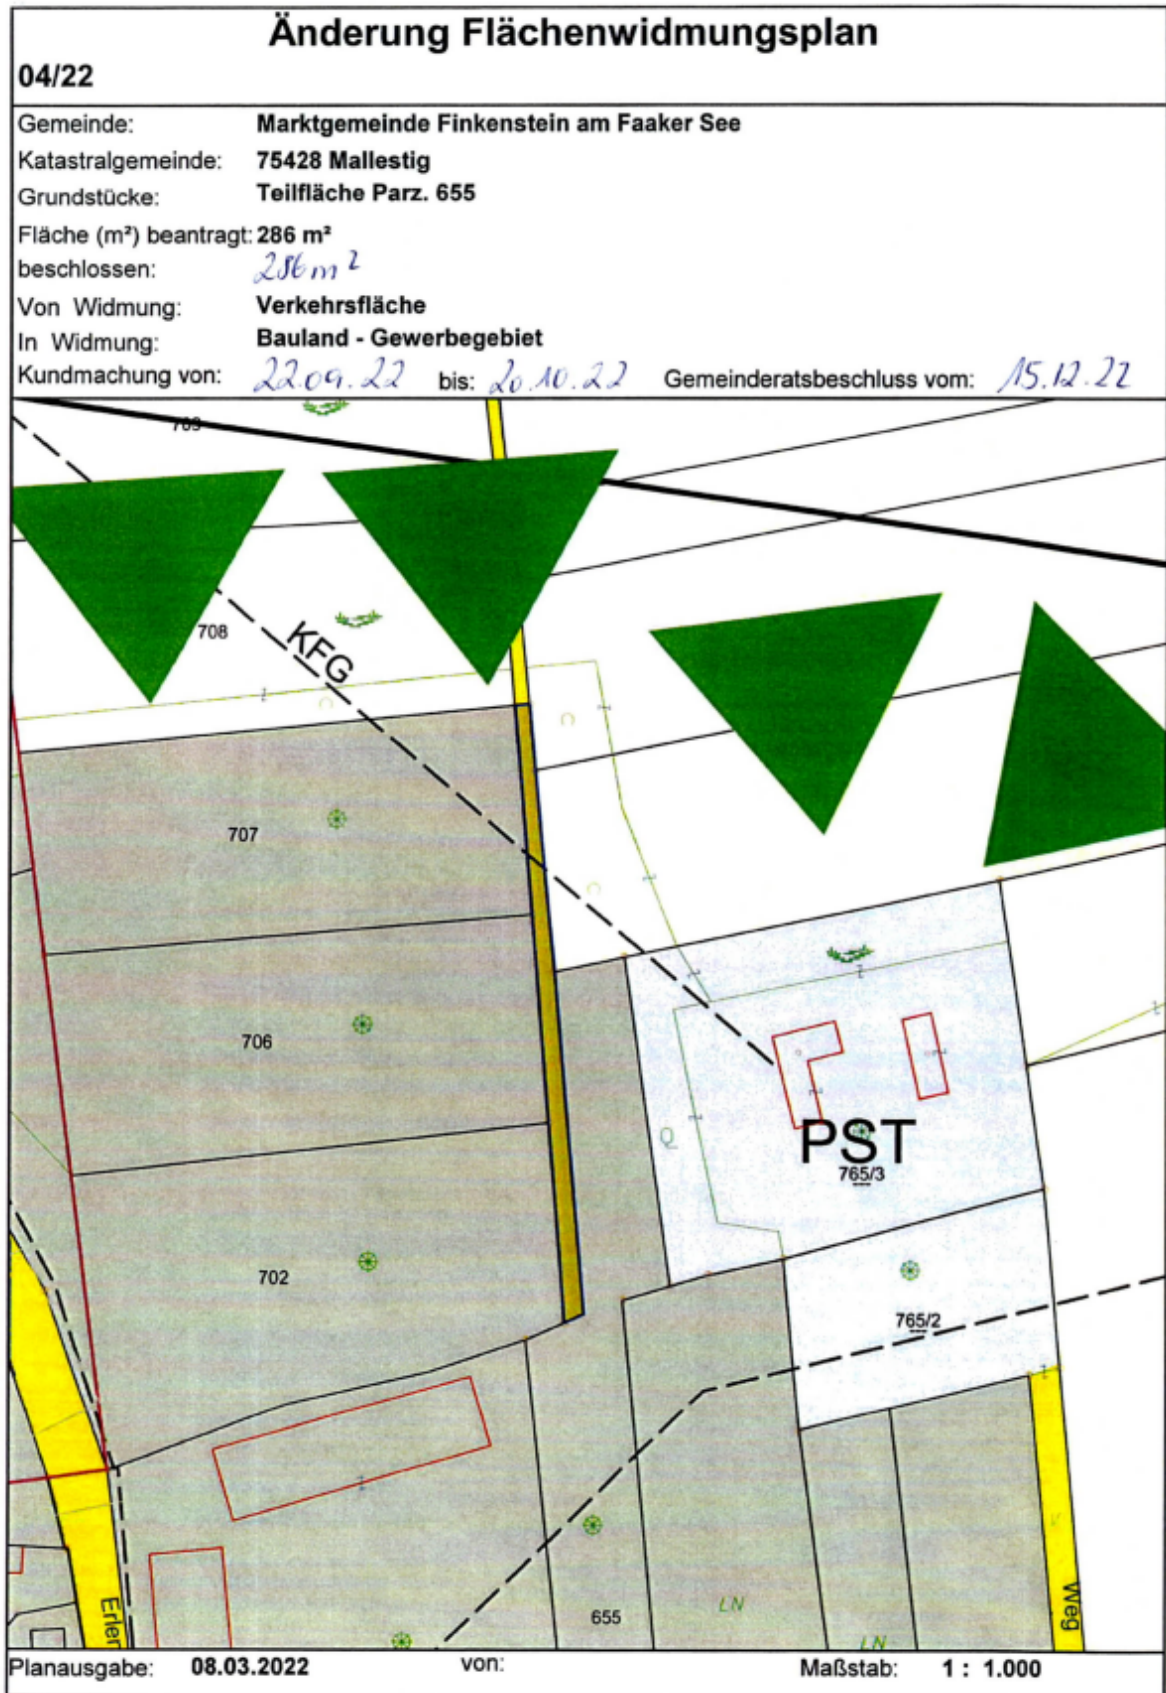 Änderung Flächenwidmungsplan
04/22
Gemeinde: Marktgemeinde Finkenstein am Faaker See
Katastralgemeinde: 75428 Mallestig
Grundstücke: Teilfläche Parz. 655
Fläche (m²) beantragt: 286 m²
beschlossen: 286 m²
Von Widmung: Verkehrsfläche
In Widmung: Bauland - Gewerbegebiet
Kundmachung von: 22.09.22 bis: 20.10.22 Gemeinderatsbeschluss vom: 15.12.22
708
KFG
707
706
PST
765/3
702
765/2
Erler
655
LN
LN
Weg
Planausgabe: 08.03.2022 von: Maßstab: 1 : 1.000